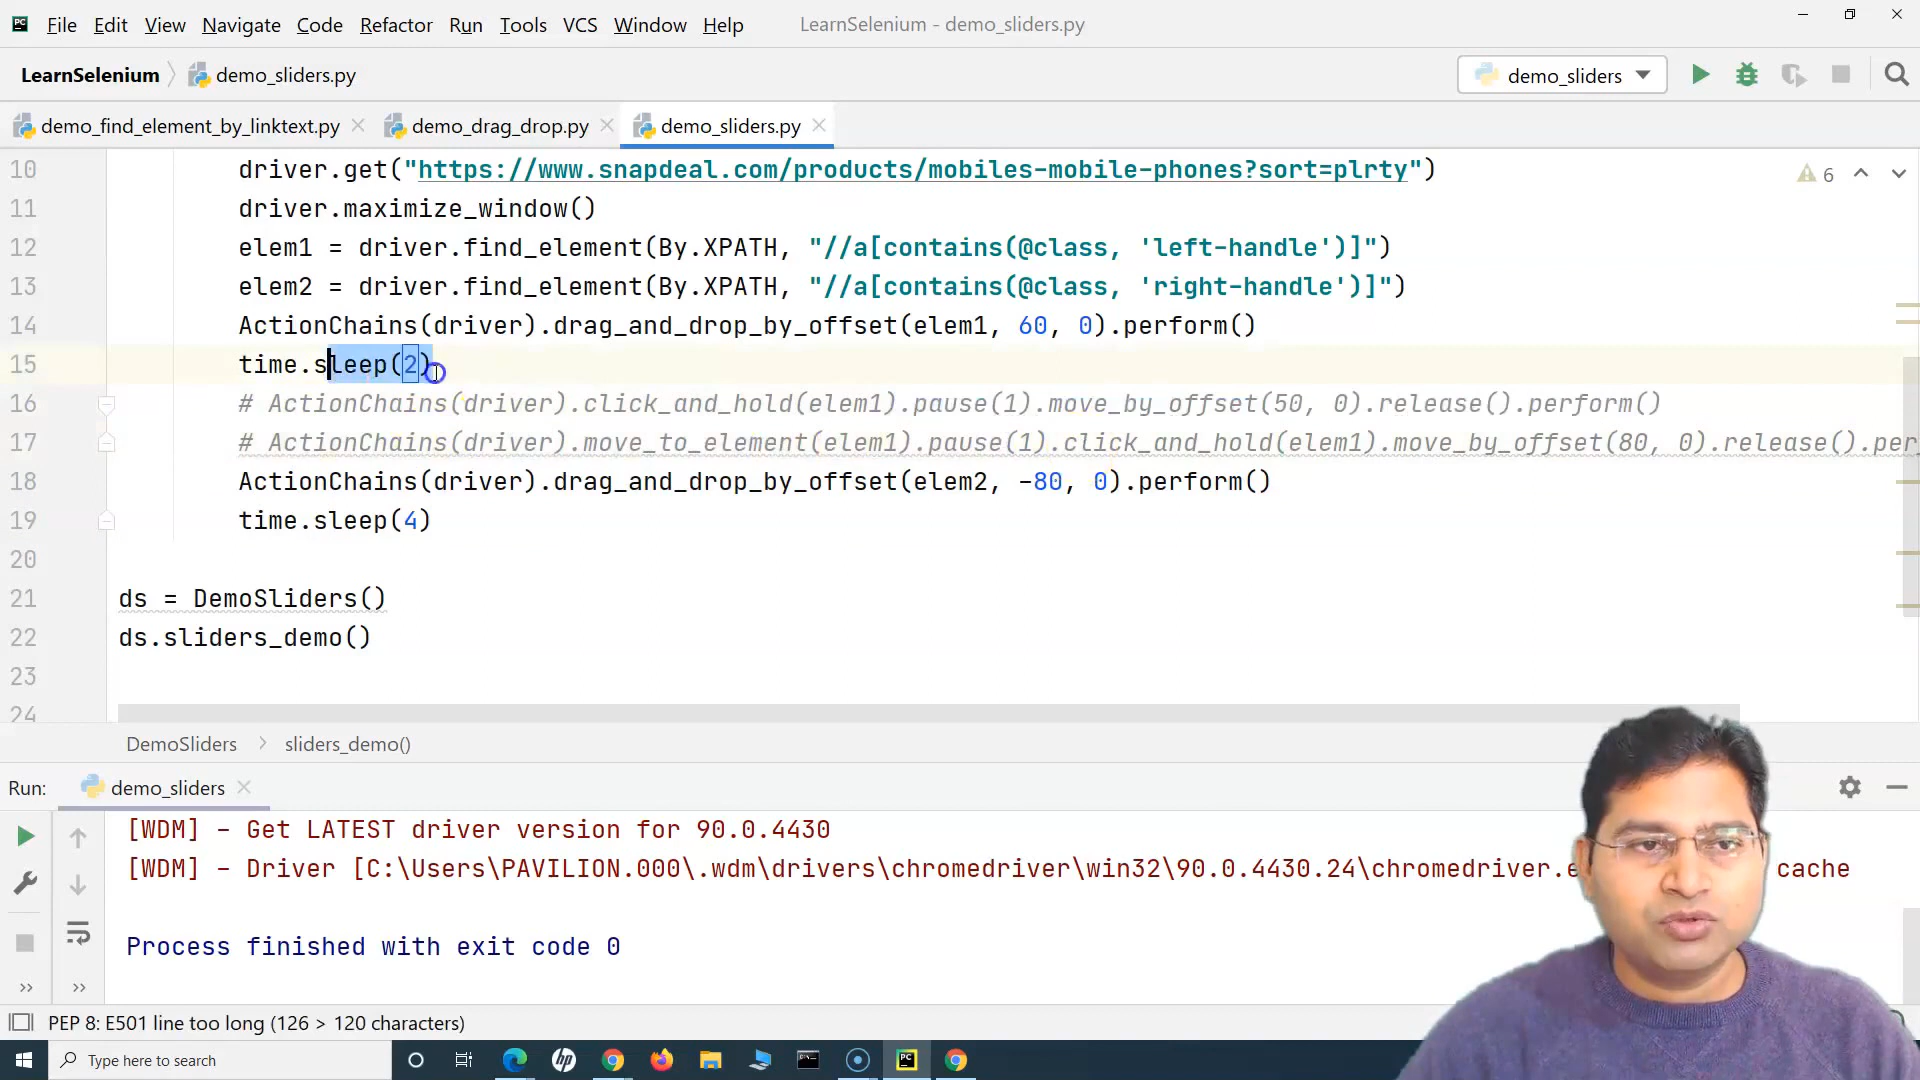 File Edit View Navigate Code Refactor Run Tools VCS Window Help LearnSelenium - demo_sliders.py
LearnSelenium demo_sliders.py demo_sliders
demo_find_element_by_linktext.py demo_drag_drop.py demo_sliders.py
10 driver.get("https://www.snapdeal.com/products/mobiles-mobile-phones?sort=plrty") 6
11 driver.maximize_window()
12 elem1 = driver.find_element(By.XPATH, "//a[contains(@class, 'left-handle')]")
13 elem2 = driver.find_element(By.XPATH, "//a[contains(@class, 'right-handle')]")
14 ActionChains(driver).drag_and_drop_by_offset(elem1, 60, 0).perform()
15 time.sleep(2)
16 # ActionChains(driver).click_and_hold(elem1).pause(1).move_by_offset(50, 0).release().perform()
17 # ActionChains(driver).move_to_element(elem1).pause(1).click_and_hold(elem1).move_by_offset(80, 0).release().per
18 ActionChains(driver).drag_and_drop_by_offset(elem2, -80, 0).perform()
19 time.sleep(4)
20
21 ds = DemoSliders()
22 ds.sliders_demo()
23
24
DemoSliders sliders_demo()
Run: demo_sliders
[WDM] - Get LATEST driver version for 90.0.4430
[WDM] - Driver [C:\Users\PAVILION.000\.wdm\drivers\chromedriver\win32\90.0.4430.24\chromedriver.e cache
Process finished with exit code 0
PEP 8: E501 line too long (126 > 120 characters)
Type here to search